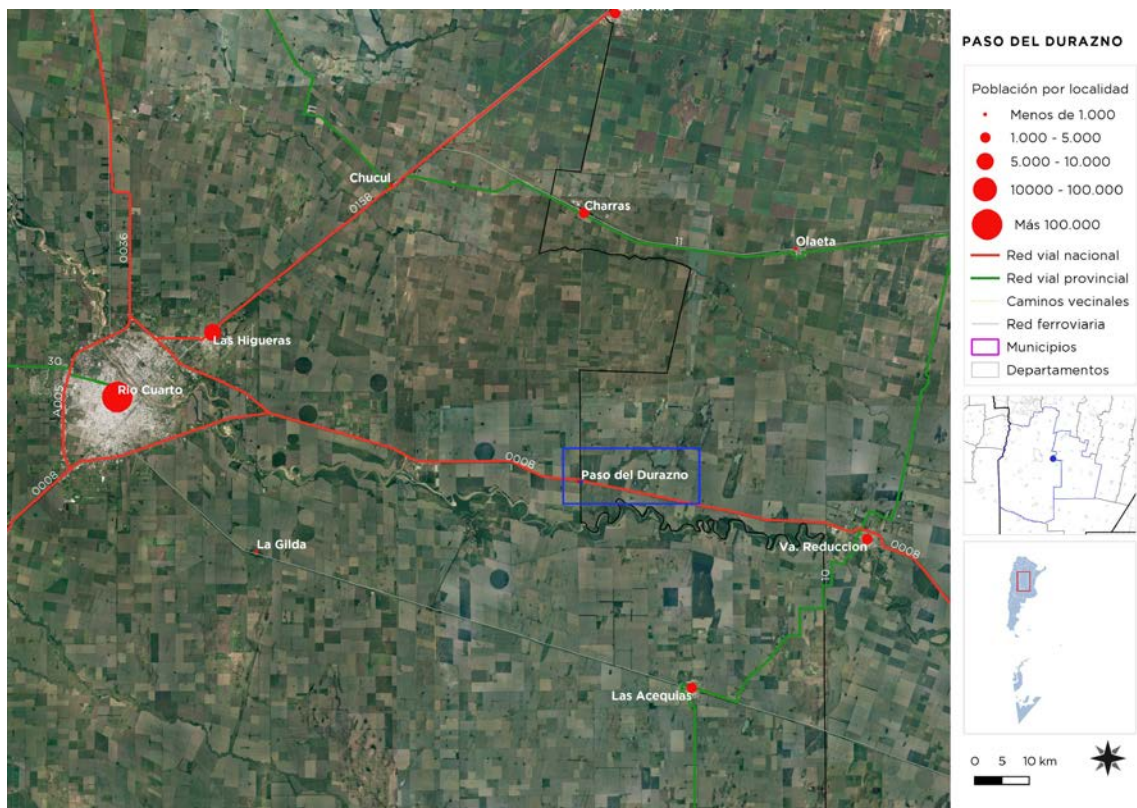 PASO DEL DURAZNO
Población por localidad
Menos de 1.000
1.000 - 5.000
5.000 - 10.000
10000 - 100.000
Más 100.000
Red vial nacional
Red vial provincial
Caminos vecinales
Red ferroviaria
Municipios
Departamentos
0 5 10 km
11
Chucul
0158
0036
Charras
11
Olaeta
Las Higueras
30
Río Cuarto
A005
0008
0008
Paso del Durazno
La Gilda
Va. Reduccion
0008
10
Las Acequias